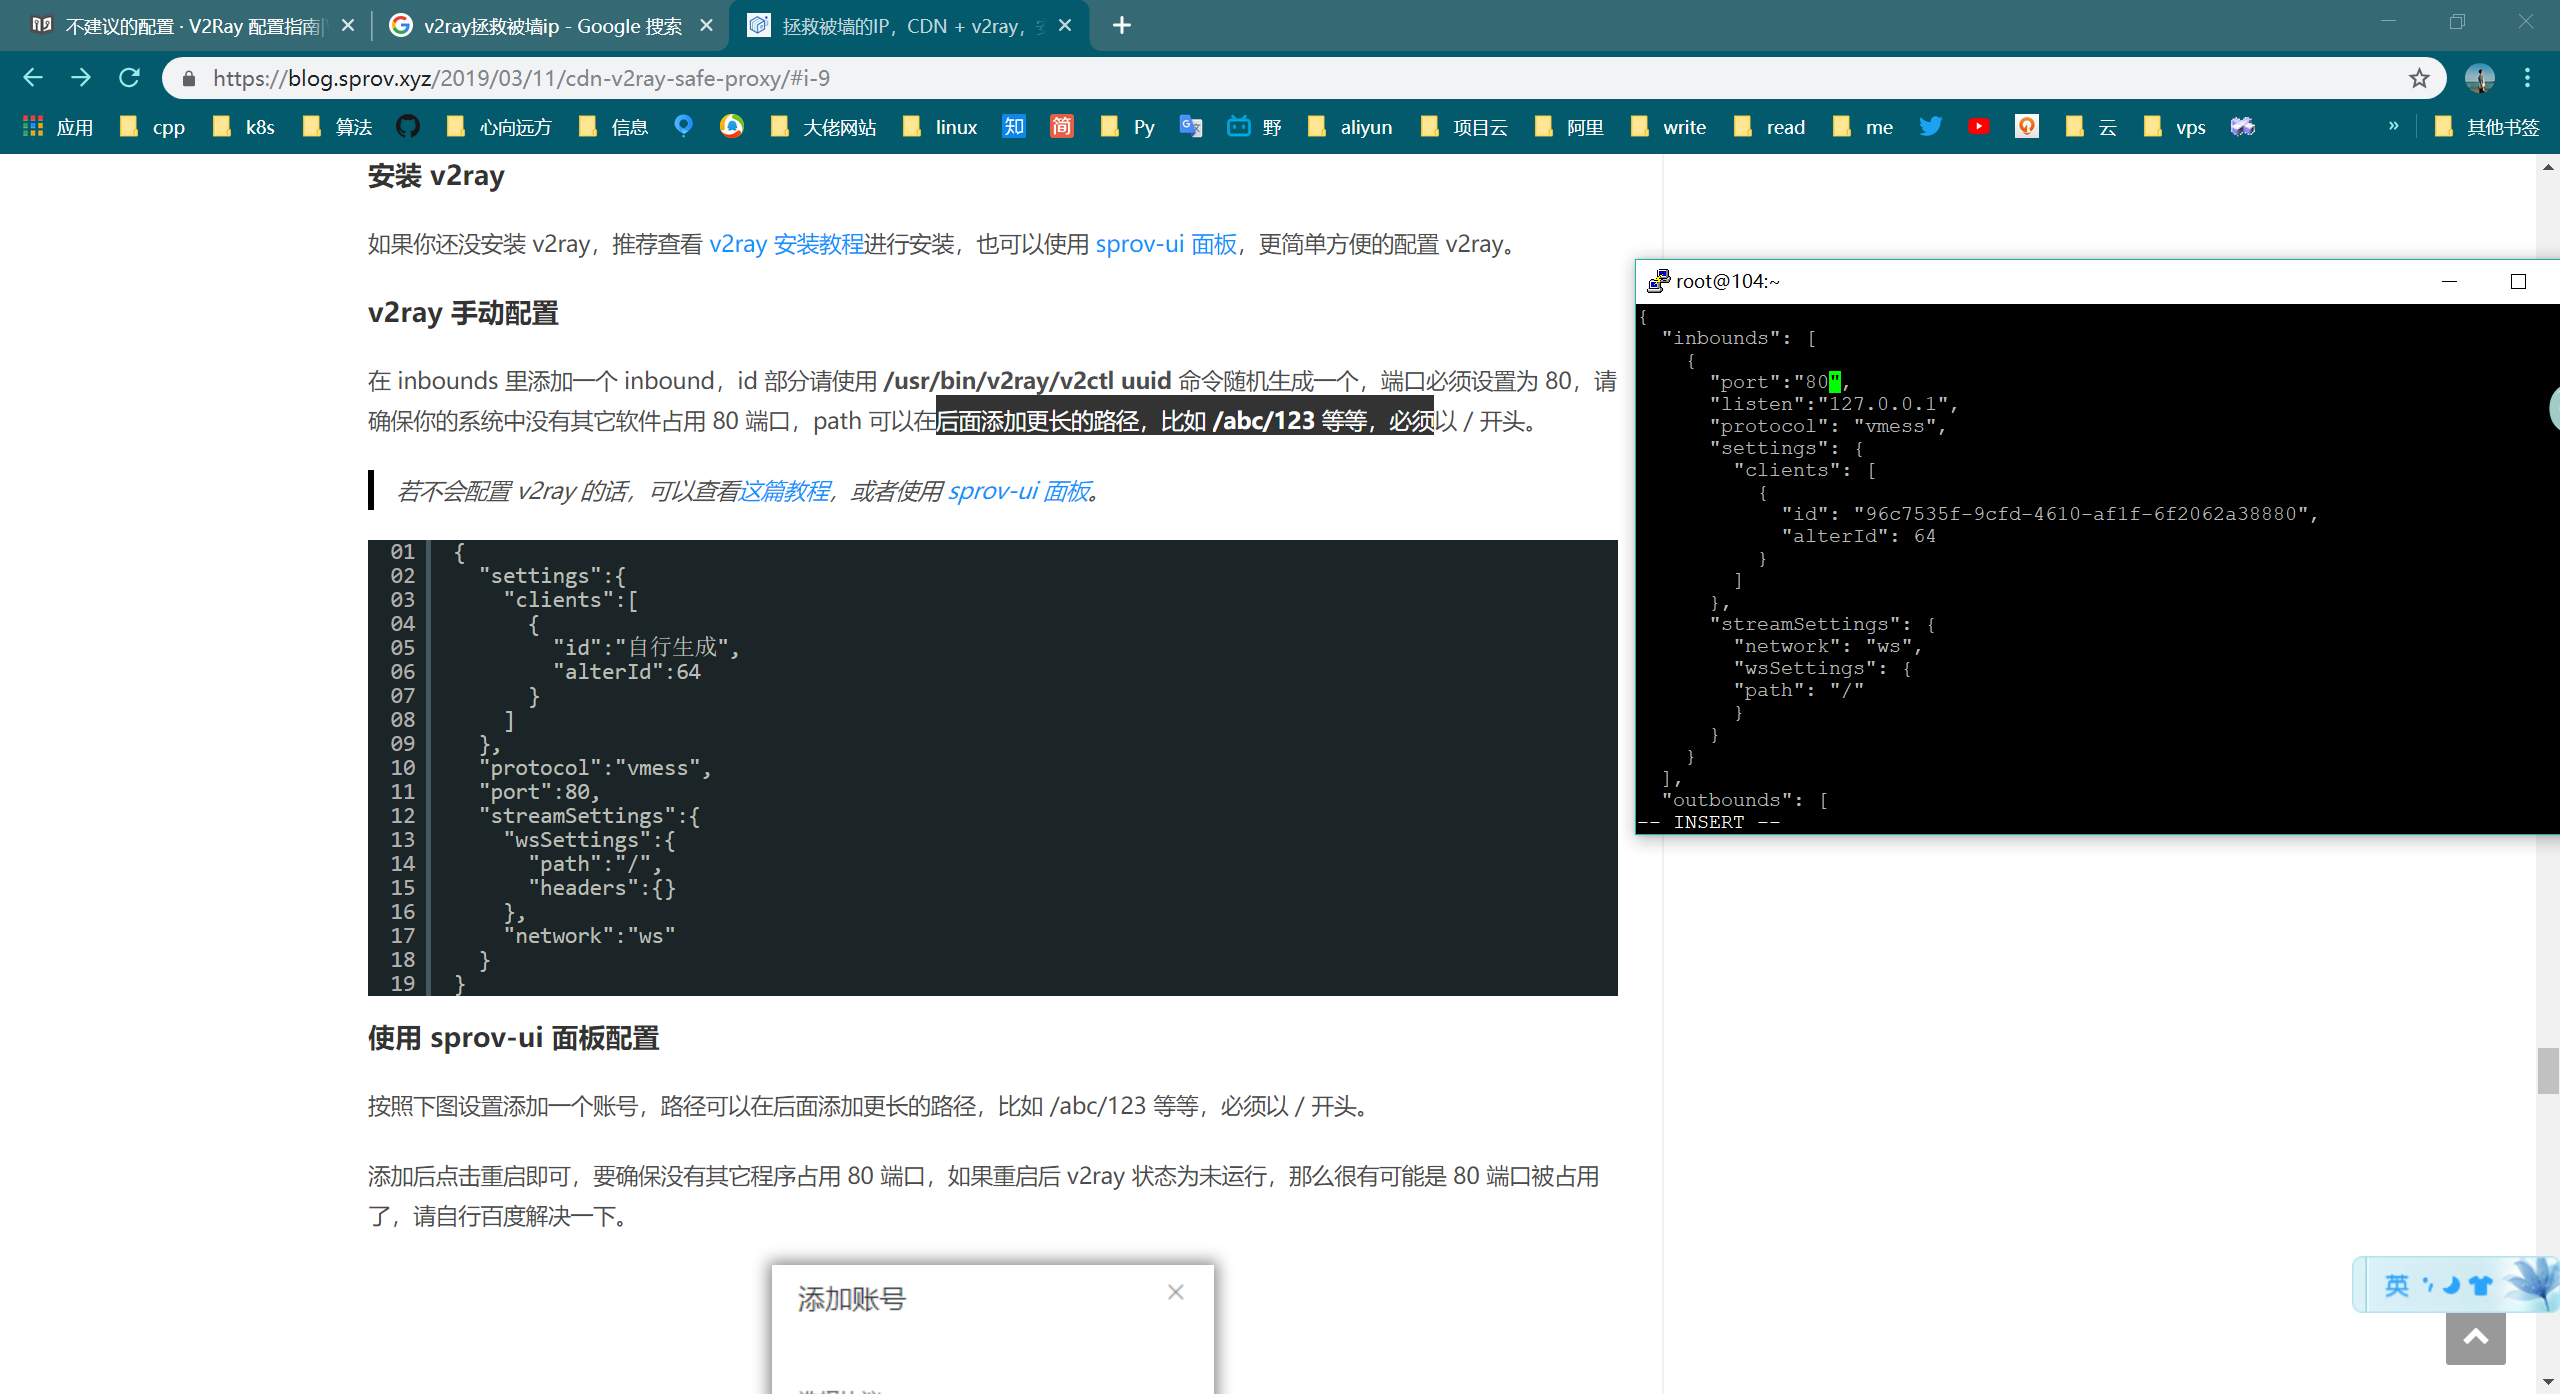 不建议的配置 · V2Ray 配置指南
v2ray拯救被墙ip - Google 搜索
拯救被墙的IP，CDN + v2ray，
https://blog.sprov.xyz/2019/03/11/cdn-v2ray-safe-proxy/#i-9
应用 cpp k8s 算法 心向远方 信息 大佬网站 linux 知 简 Py 野 aliyun 项目云 阿里 write read me 云 vps » 其他书签
安装 v2ray
如果你还没安装 v2ray，推荐查看 v2ray 安装教程进行安装，也可以使用 sprov-ui 面板，更简单方便的配置 v2ray。
v2ray 手动配置
在 inbounds 里添加一个 inbound，id 部分请使用 /usr/bin/v2ray/v2ctl uuid 命令随机生成一个，端口必须设置为 80，请
确保你的系统中没有其它软件占用 80 端口，path 可以在后面添加更长的路径，比如 /abc/123 等等，必须以 / 开头。
若不会配置 v2ray 的话，可以查看这篇教程，或者使用 sprov-ui 面板。
01 {
02 "settings":{
03 "clients":[
04 {
05 "id":"自行生成",
06 "alterId":64
07 }
08 ]
09 },
10 "protocol":"vmess",
11 "port":80,
12 "streamSettings":{
13 "wsSettings":{
14 "path":"/",
15 "headers":{}
16 },
17 "network":"ws"
18 }
19 }
使用 sprov-ui 面板配置
按照下图设置添加一个账号，路径可以在后面添加更长的路径，比如 /abc/123 等等，必须以 / 开头。
添加后点击重启即可，要确保没有其它程序占用 80 端口，如果重启后 v2ray 状态为未运行，那么很有可能是 80 端口被占用
了，请自行百度解决一下。
添加账号
root@104:~
{
"inbounds": [
{
"port":"80",
"listen":"127.0.0.1",
"protocol": "vmess",
"settings": {
"clients": [
{
"id": "96c7535f-9cfd-4610-af1f-6f2062a38880",
"alterId": 64
}
]
},
"streamSettings": {
"network": "ws",
"wsSettings": {
"path": "/"
}
}
}
],
"outbounds": [
-- INSERT --
英